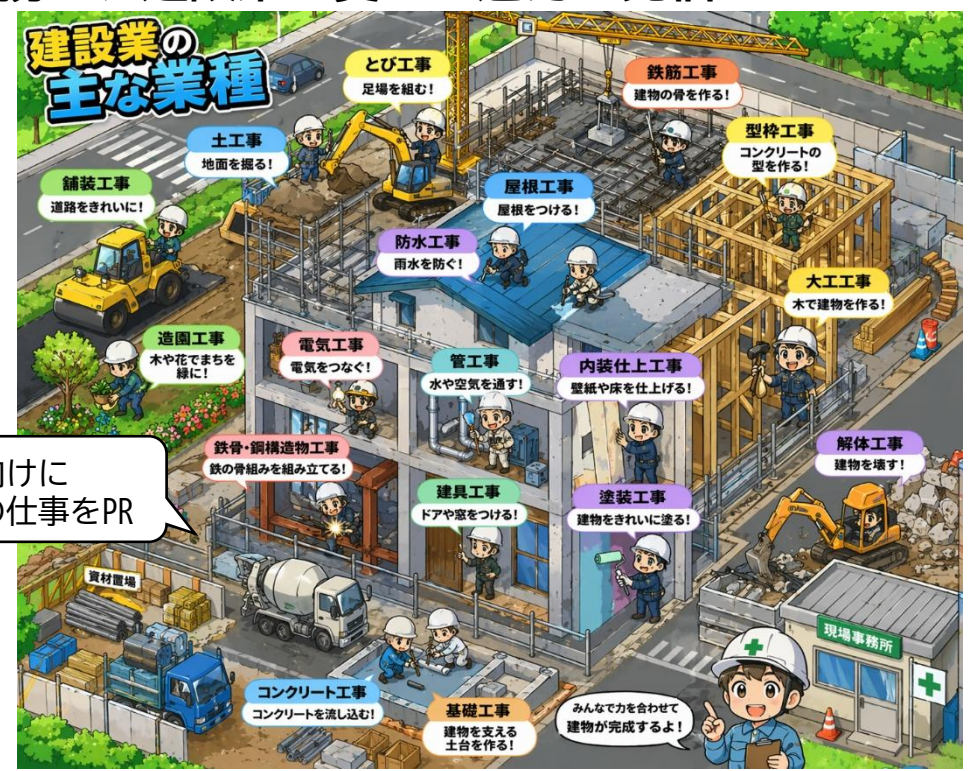 建設業の
主な業種
とび工事
足場を組む!
鉄筋工事
建物の骨を作る!
土工事
地面を掘る!
型枠工事
コンクリートの
型を作る!
舗装工事
道路をきれいに!
屋根工事
屋根をつける!
防水工事
雨水を防ぐ!
大工工事
木で建物を作る!
造園工事
木や花でまちを
緑に!
電気工事
電気をつなぐ!
管工事
水や空気を通す!
内装仕上工事
壁紙や床を仕上げる!
鉄骨・鋼構造物工事
鉄の骨組みを組み立てる!
解体工事
建物を壊す!
向けに
の仕事をPR
建具工事
ドアや窓をつける!
塗装工事
建物をきれいに塗る!
資材置場
現場事務所
コンクリート工事
コンクリートを流し込む!
基礎工事
建物を支える
土台を作る!
みんなで力を合わせて
建物が完成するよ!